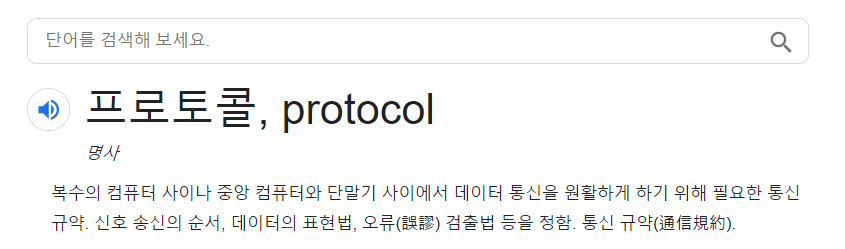 단어를 검색해 보세요.
프로토콜, protocol
명사
복수의 컴퓨터 사이나 중앙 컴퓨터와 단말기 사이에서 데이터 통신을 원활하게 하기 위해 필요한 통신
규약. 신호 송신의 순서, 데이터의 표현법, 오류(誤謬) 검출법 등을 정함. 통신 규약(通信規約).